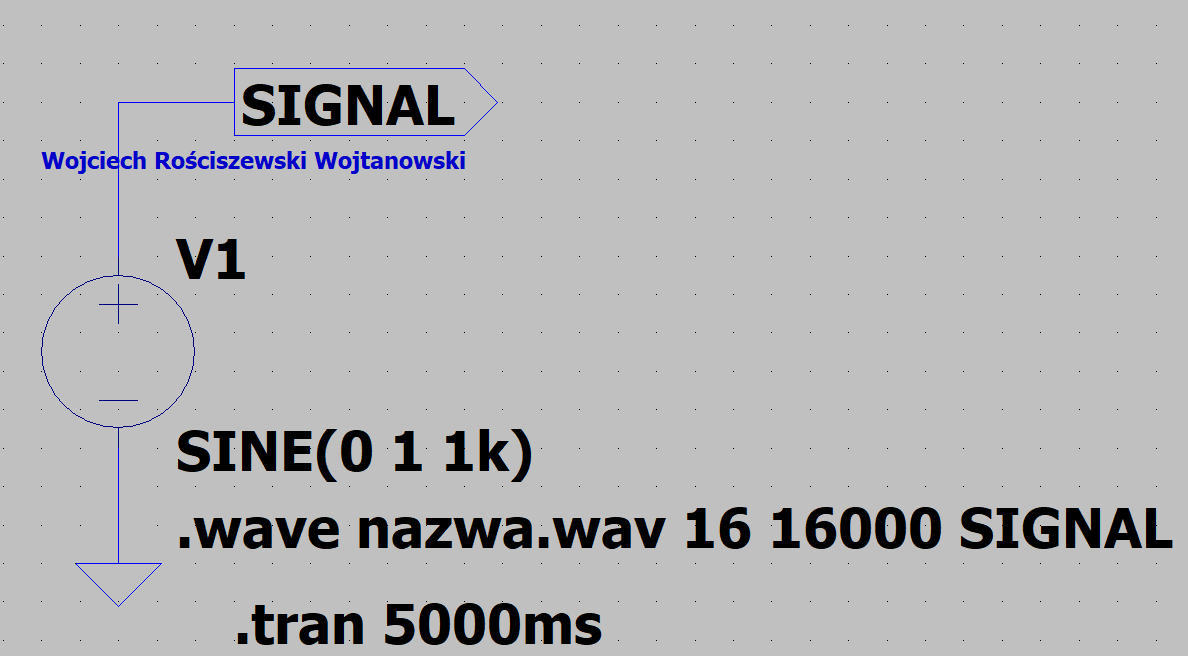 SIGNAL
Wojciech Rościszewski Wojtanowski
V1
SINE(0 1 1k)
.wave nazwa.wav 16 16000 SIGNAL
.tran 5000ms